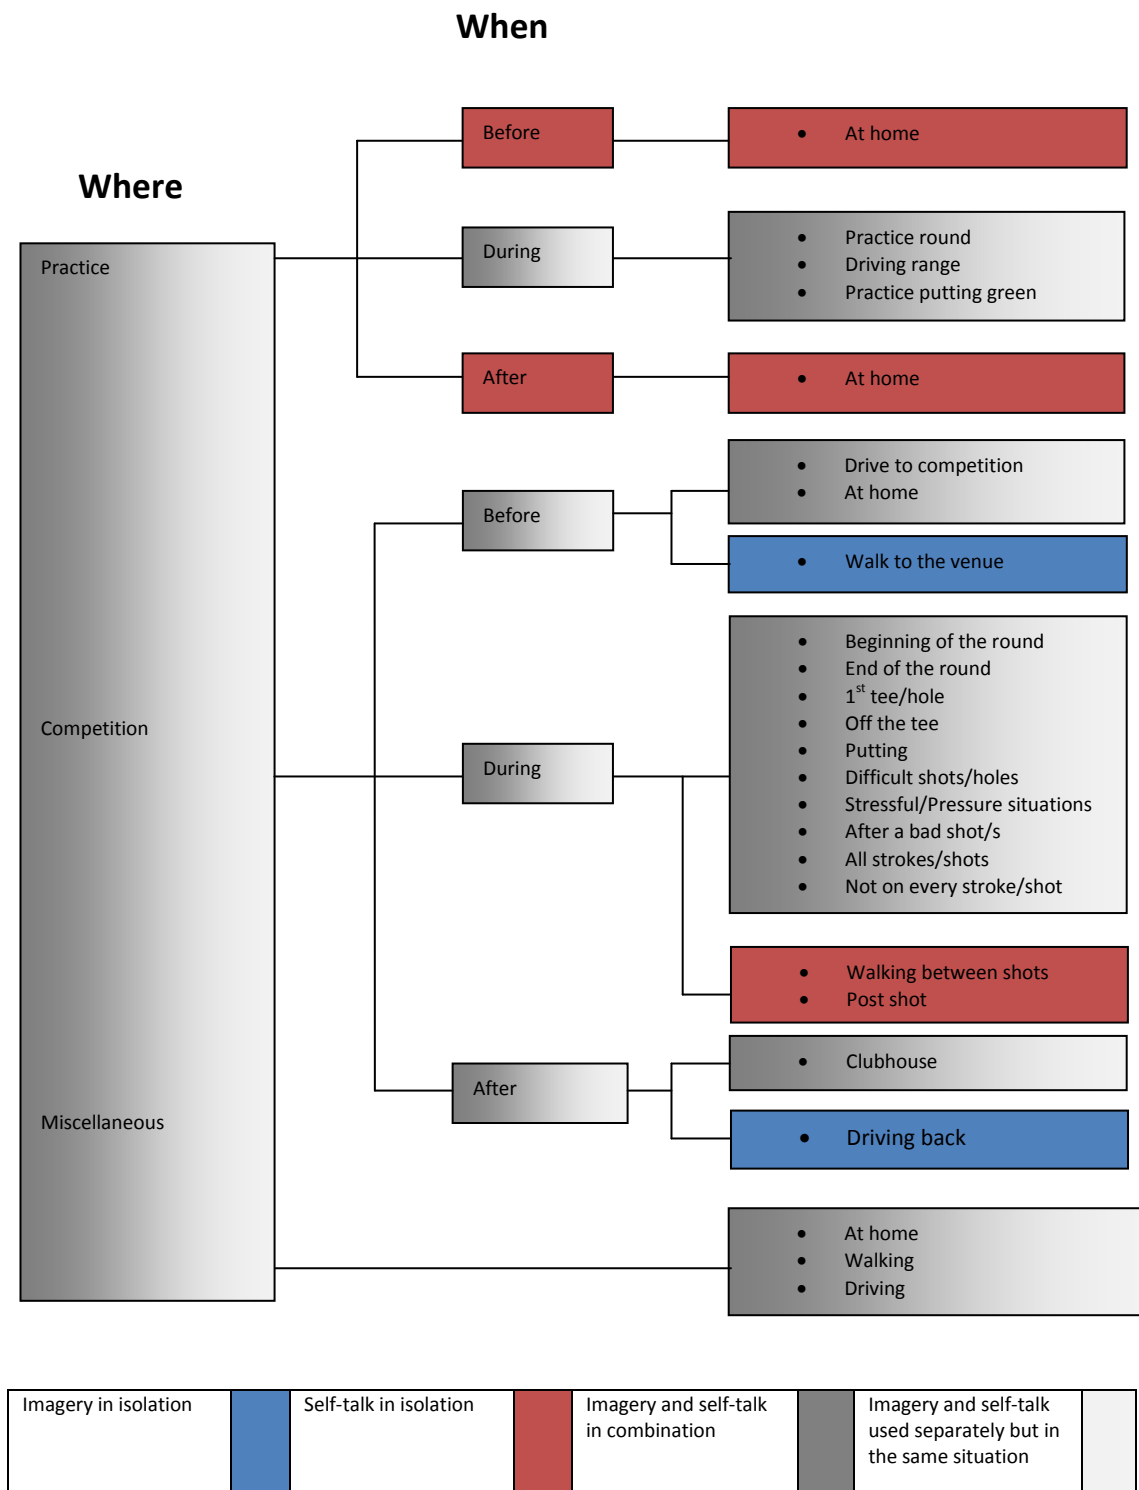 When
Where
Before
• At home
Practice
During
• Practice round
• Driving range
• Practice putting green
After
• At home
Before
• Drive to competition
• At home
• Walk to the venue
Competition
During
• Beginning of the round
• End of the round
• 1st tee/hole
• Off the tee
• Putting
• Difficult shots/holes
• Stressful/Pressure situations
• After a bad shot/s
• All strokes/shots
• Not on every stroke/shot
• Walking between shots
• Post shot
After
• Clubhouse
• Driving back
Miscellaneous
• At home
• Walking
• Driving
Imagery in isolation
Self-talk in isolation
Imagery and self-talk
in combination
Imagery and self-talk
used separately but in
the same situation